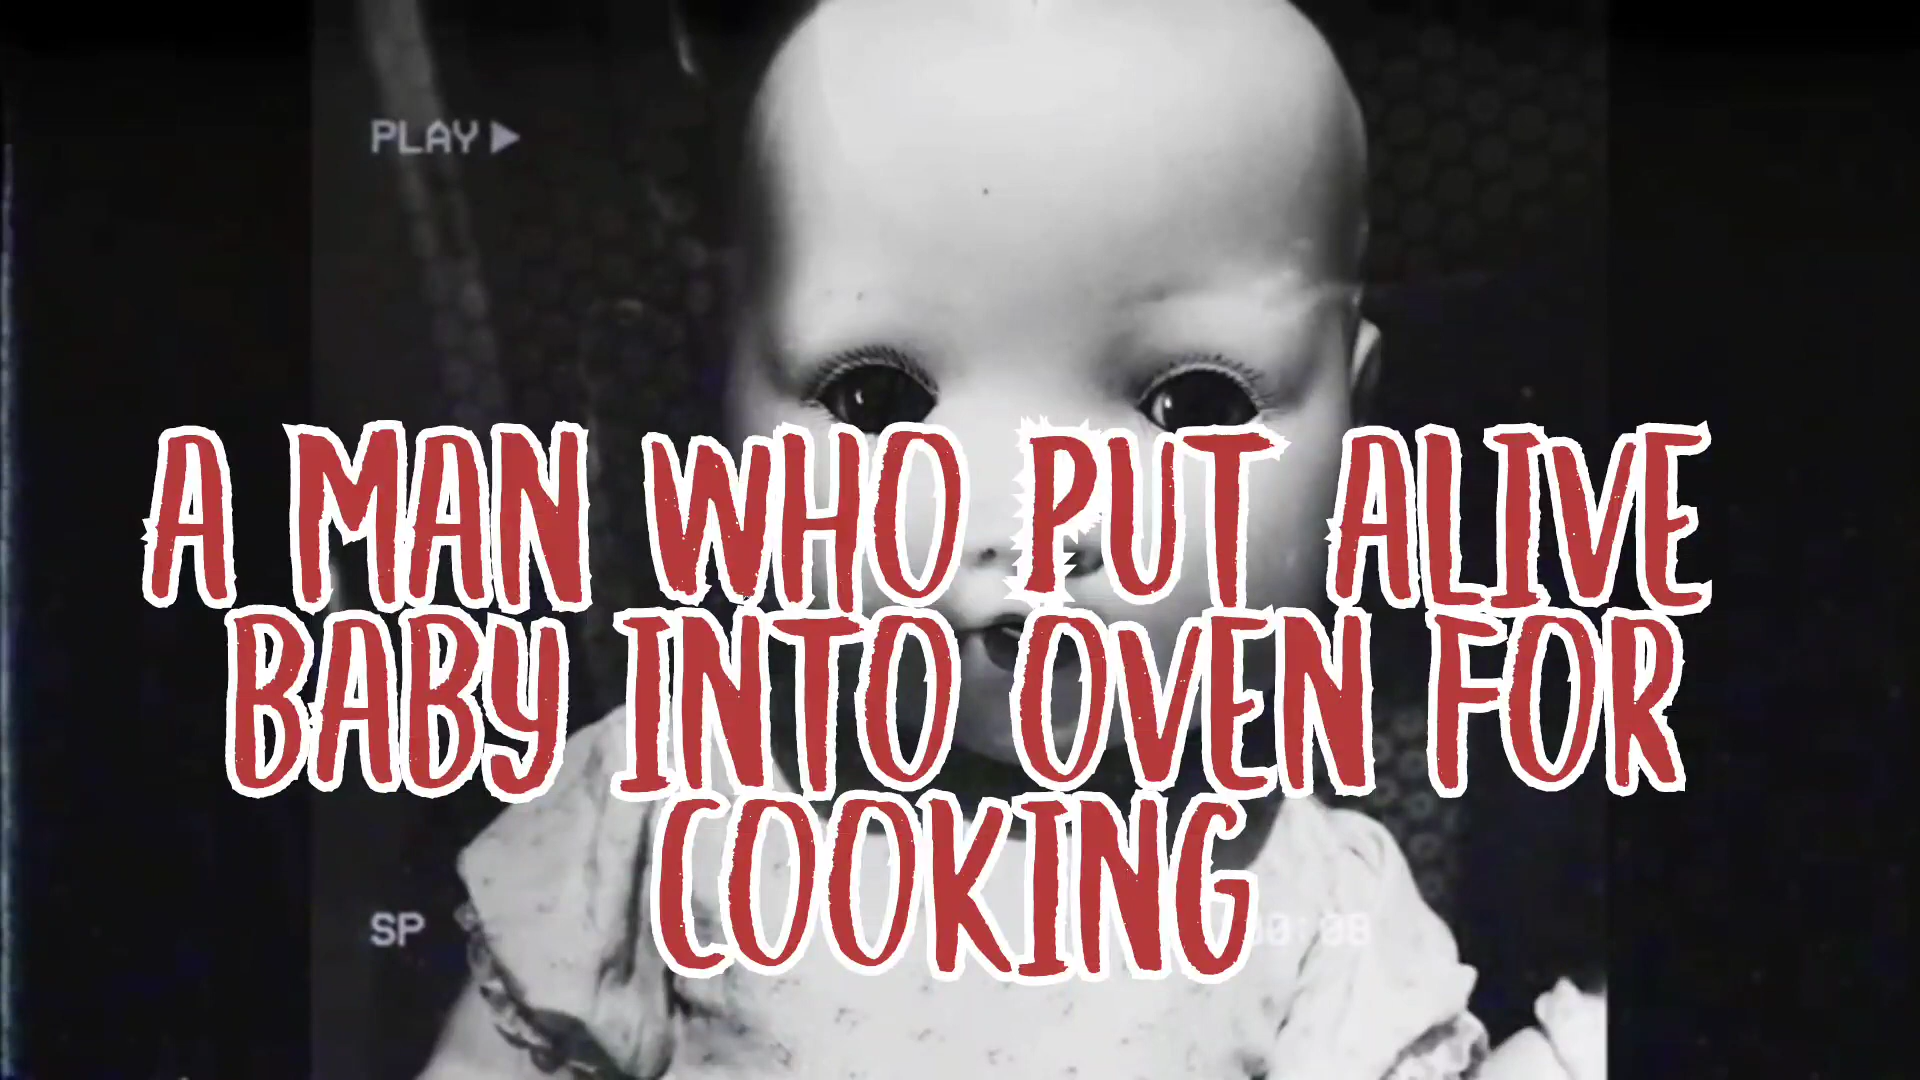 PLAY
A MAN WHO PUT ALIVE
BABY INTO OVEN FOR
COOKING
SP